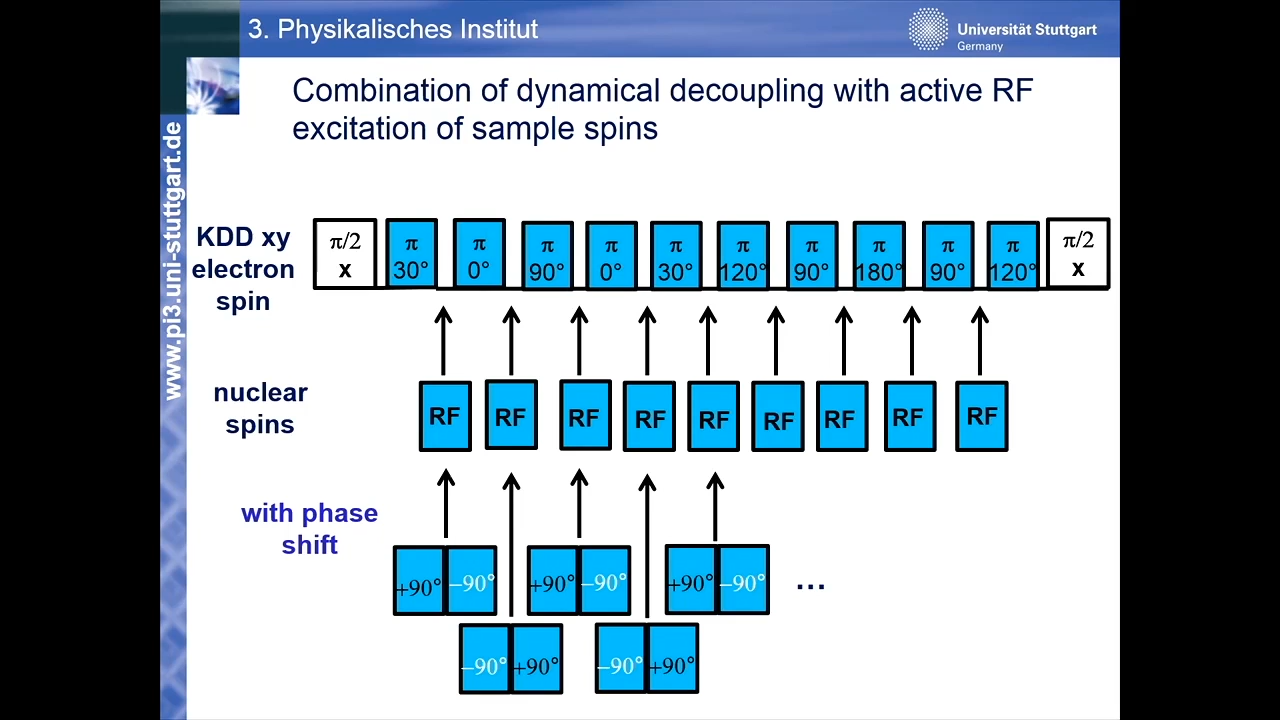 3. Physikalisches Institut
Universität Stuttgart
Germany
www.pi3.uni-stuttgart.de
Combination of dynamical decoupling with active RF
excitation of sample spins
KDD xy
electron
spin
π/2 π π π π π π π π π π π/2
x 30° 0° 90° 0° 30° 120° 90° 180° 90° 120° x
nuclear
spins
RF RF RF RF RF RF RF RF RF
with phase
shift
+90° −90° +90° −90° +90° −90° ...
−90° +90° −90° +90°